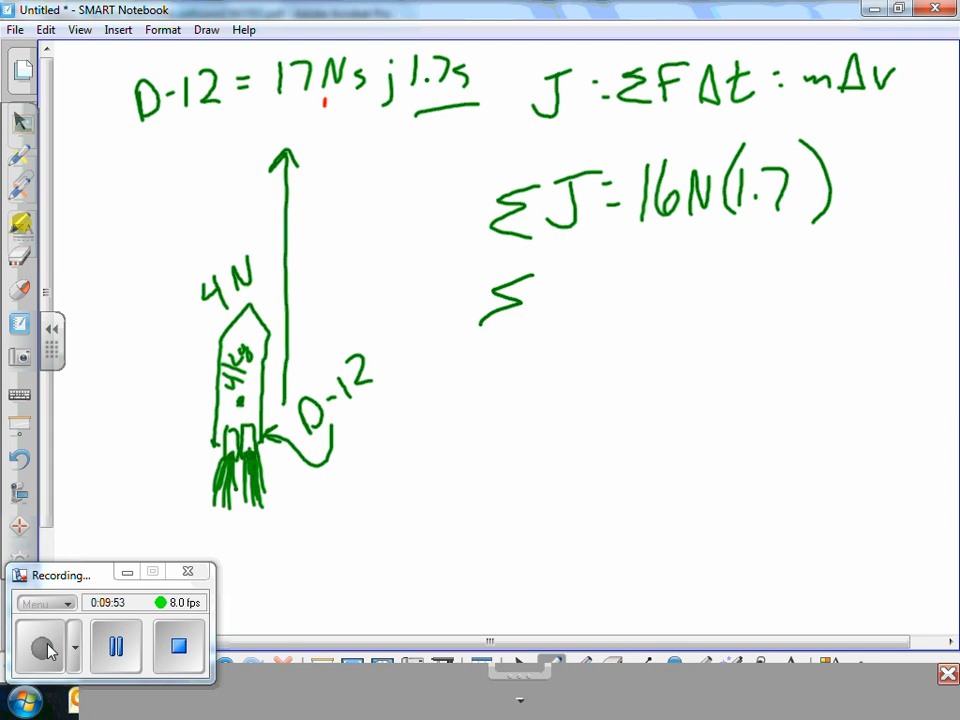 Untitled * - SMART Notebook
File Edit View Insert Format Draw Help
D-12 = 17Ns ; 1.7s
J = ΣFΔt = mΔv
ΣJ = 16N(1.7)
Σ
4N
.4kg
D-12
Recording...
Menu
0:09:53
8.0 fps